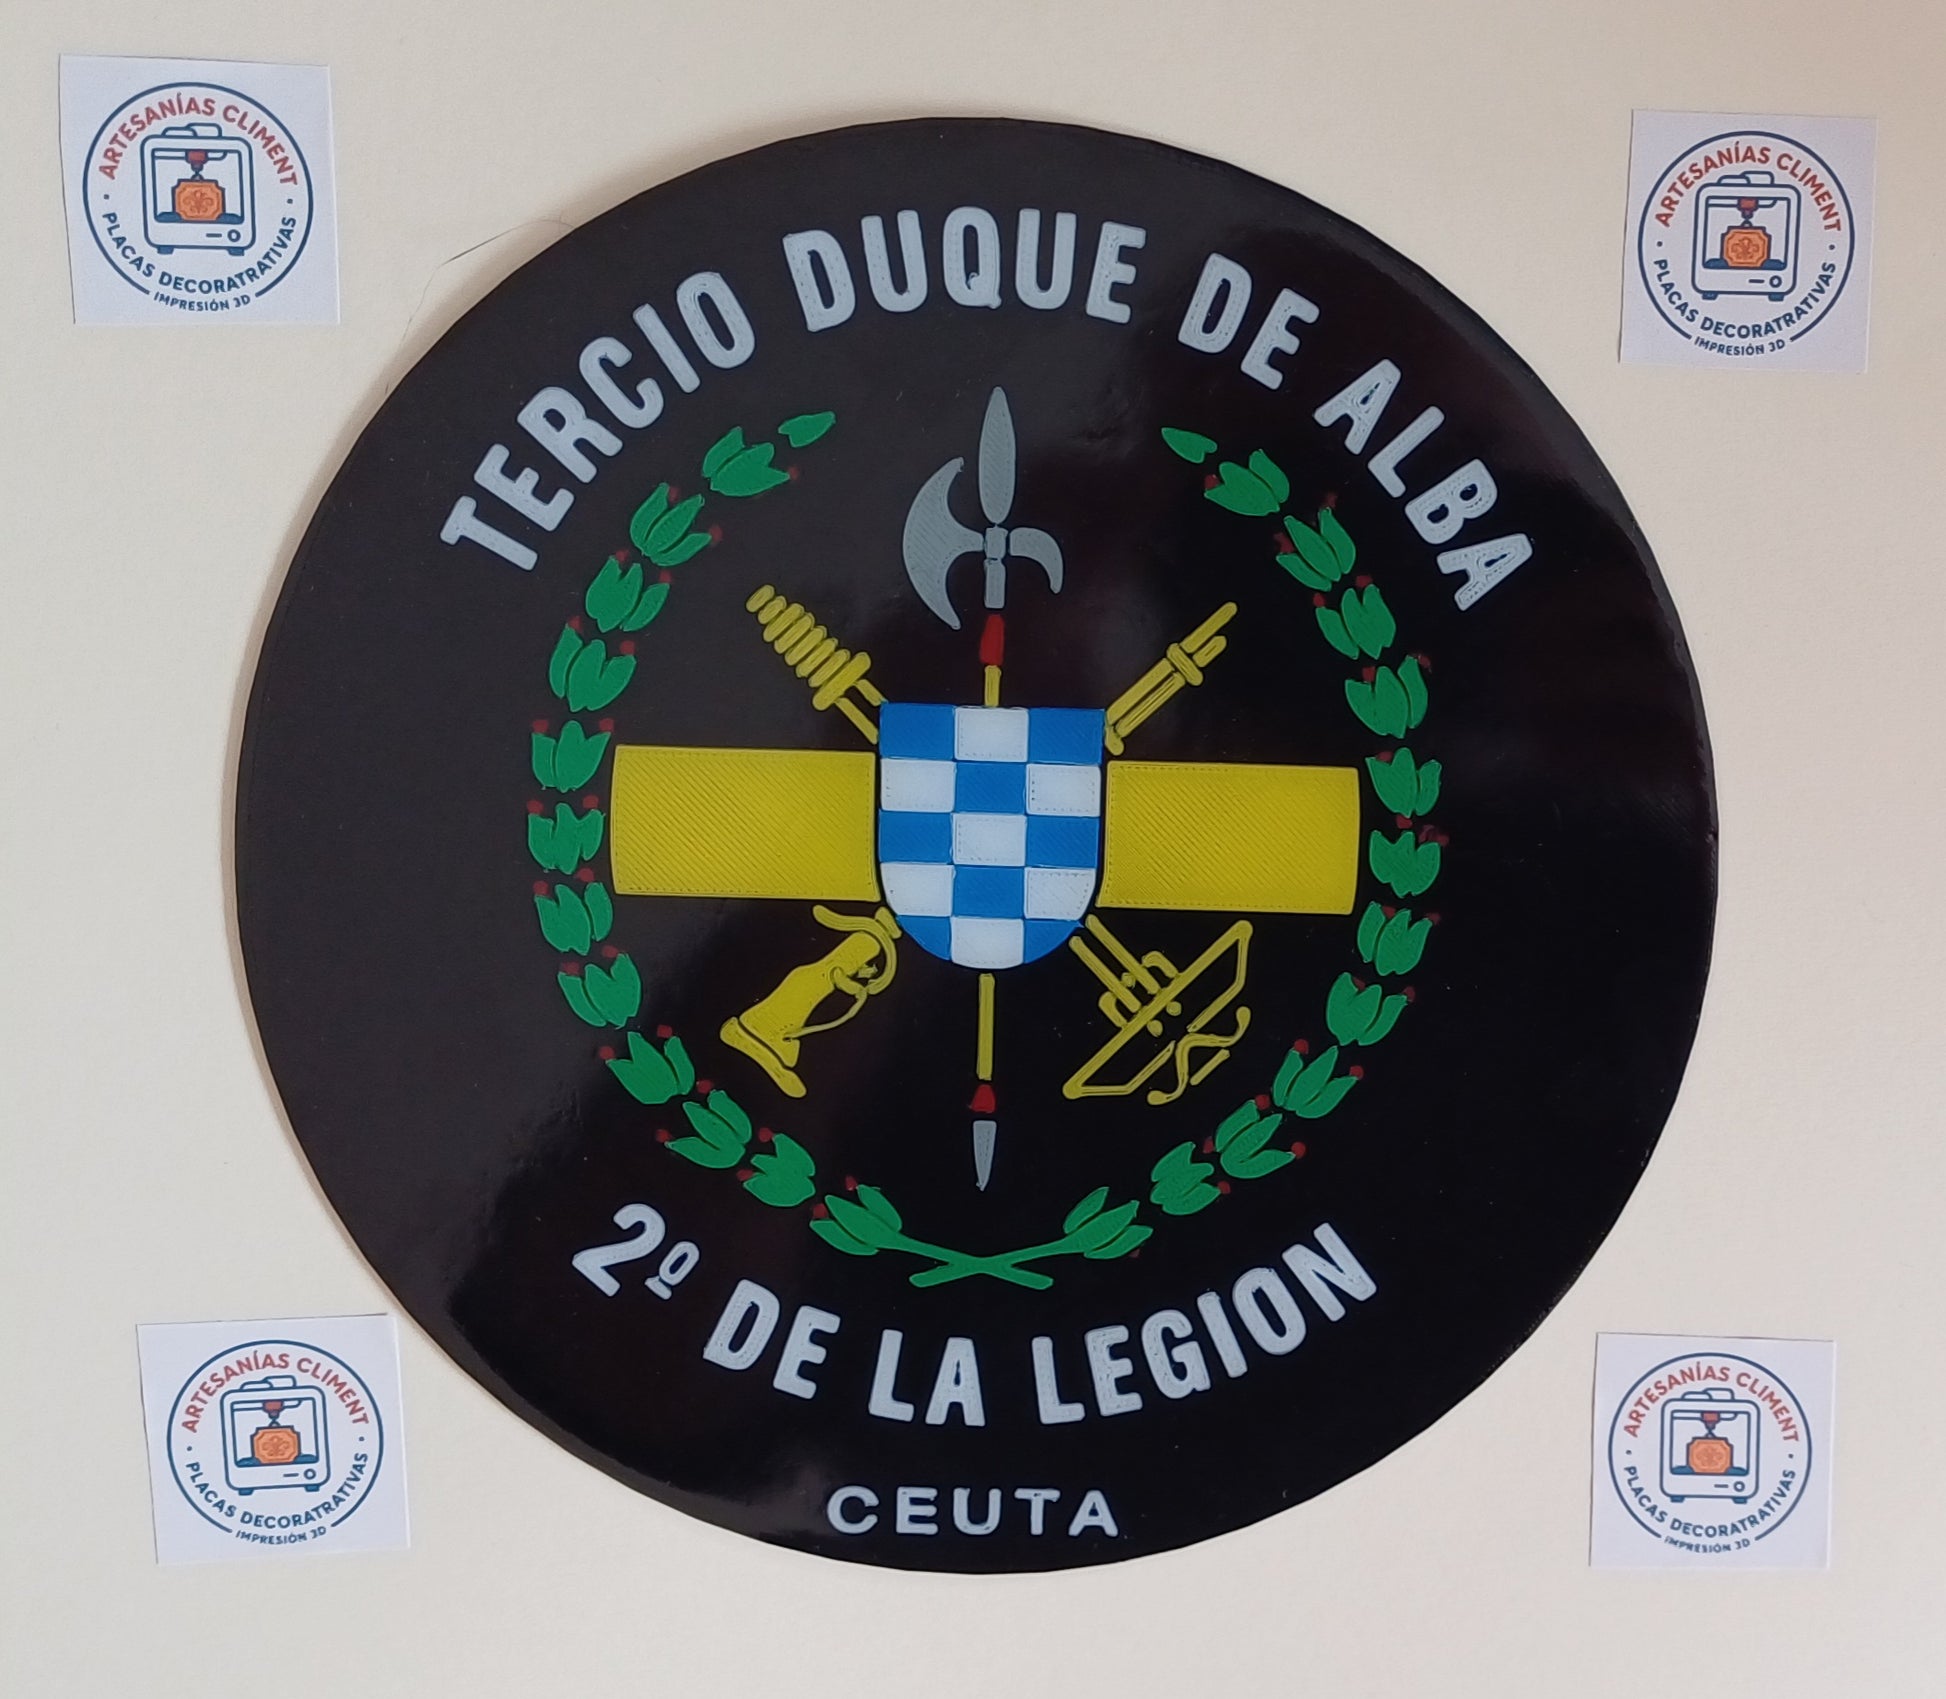 ARTESANÍAS CLIMENT
PLACAS DECORATRATIVAS
IMPRESIÓN 3D
ARTESANÍAS CLIMENT
PLACAS DECORATRATIVAS
IMPRESIÓN 3D
TERCIO DUQUE DE ALBA
2º DE LA LEGION
CEUTA
ARTESANÍAS CLIMENT
PLACAS DECORATRATIVAS
IMPRESIÓN 3D
ARTESANÍAS CLIMENT
PLACAS DECORATRATIVAS
IMPRESIÓN 3D